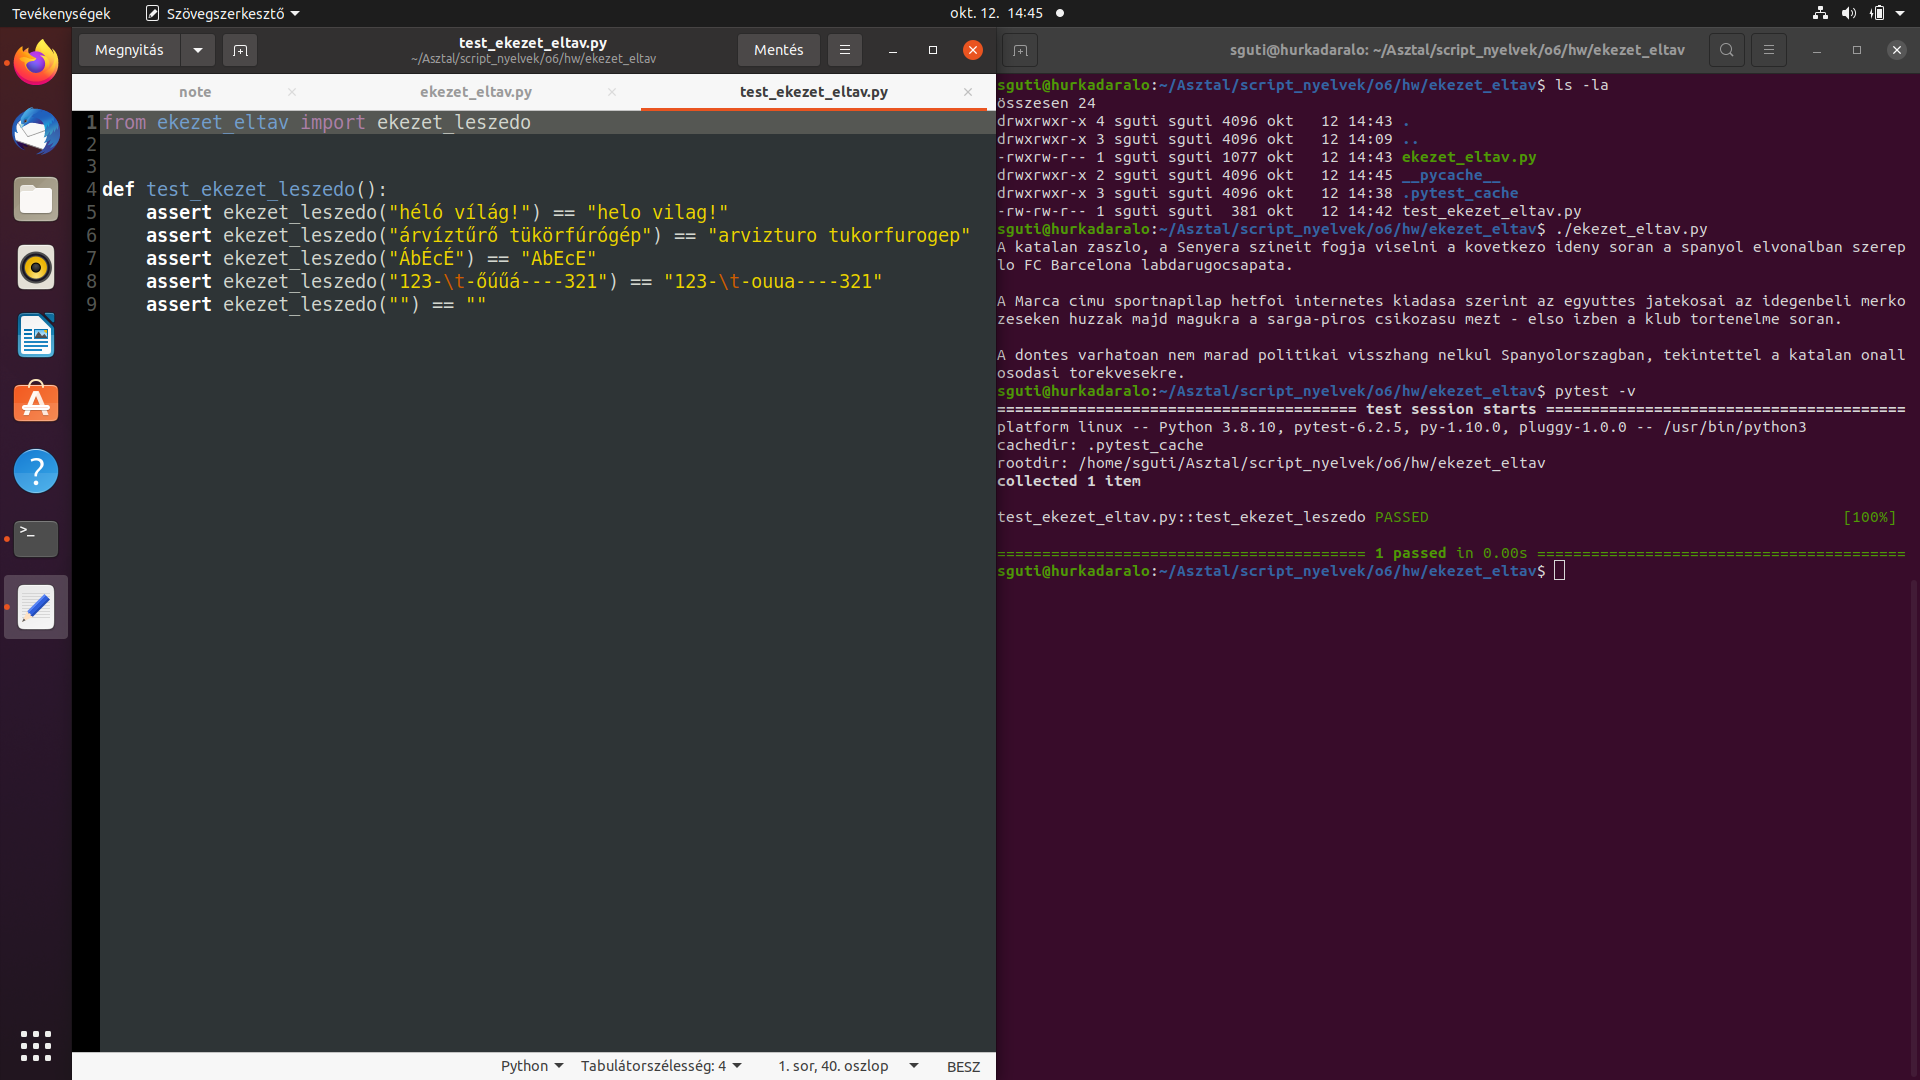 Tevékenységek
Szövegszerkesztő
okt. 12. 14:45
Megnyitás
test_ekezet_eltav.py
~/Asztal/script_nyelvek/o6/hw/ekezet_eltav
Mentés
note
ekezet_eltav.py
test_ekezet_eltav.py
1 from ekezet_eltav import ekezet_leszedo
2
3
4 def test_ekezet_leszedo():
5     assert ekezet_leszedo("héló vílág!") == "helo vilag!"
6     assert ekezet_leszedo("árvíztűrő tükörfúrógép") == "arvizturo tukorfurogep"
7     assert ekezet_leszedo("ÁbÉcÉ") == "AbEcE"
8     assert ekezet_leszedo("123-\t-őúűá----321") == "123-\t-ouua----321"
9     assert ekezet_leszedo("") == ""
Python
Tabulátorszélesség: 4
1. sor, 40. oszlop
BESZ
sguti@hurkadaralo: ~/Asztal/script_nyelvek/o6/hw/ekezet_eltav
sguti@hurkadaralo:~/Asztal/script_nyelvek/o6/hw/ekezet_eltav$ ls -la
összesen 24
drwxrwxr-x 4 sguti sguti 4096 okt   12 14:43 .
drwxrwxr-x 3 sguti sguti 4096 okt   12 14:09 ..
-rwxrw-r-- 1 sguti sguti 1077 okt   12 14:43 ekezet_eltav.py
drwxrwxr-x 2 sguti sguti 4096 okt   12 14:45 __pycache__
drwxrwxr-x 3 sguti sguti 4096 okt   12 14:38 .pytest_cache
-rw-rw-r-- 1 sguti sguti  381 okt   12 14:42 test_ekezet_eltav.py
sguti@hurkadaralo:~/Asztal/script_nyelvek/o6/hw/ekezet_eltav$ ./ekezet_eltav.py
A katalan zaszlo, a Senyera szineit fogja viselni a kovetkezo ideny soran a spanyol elvonalban szerep
lo FC Barcelona labdarugocsapata.
A Marca cimu sportnapilap hetfoi internetes kiadasa szerint az egyuttes jatekosai az idegenbeli merko
zeseken huzzak majd magukra a sarga-piros csikozasu mezt - elso izben a klub tortenelme soran.
A dontes varhatoan nem marad politikai visszhang nelkul Spanyolorszagban, tekintettel a katalan onall
osodasi torekvesekre.
sguti@hurkadaralo:~/Asztal/script_nyelvek/o6/hw/ekezet_eltav$ pytest -v
======================================== test session starts ========================================
platform linux -- Python 3.8.10, pytest-6.2.5, py-1.10.0, pluggy-1.0.0 -- /usr/bin/python3
cachedir: .pytest_cache
rootdir: /home/sguti/Asztal/script_nyelvek/o6/hw/ekezet_eltav
collected 1 item
test_ekezet_eltav.py::test_ekezet_leszedo PASSED                                              [100%]
========================================= 1 passed in 0.00s =========================================
sguti@hurkadaralo:~/Asztal/script_nyelvek/o6/hw/ekezet_eltav$